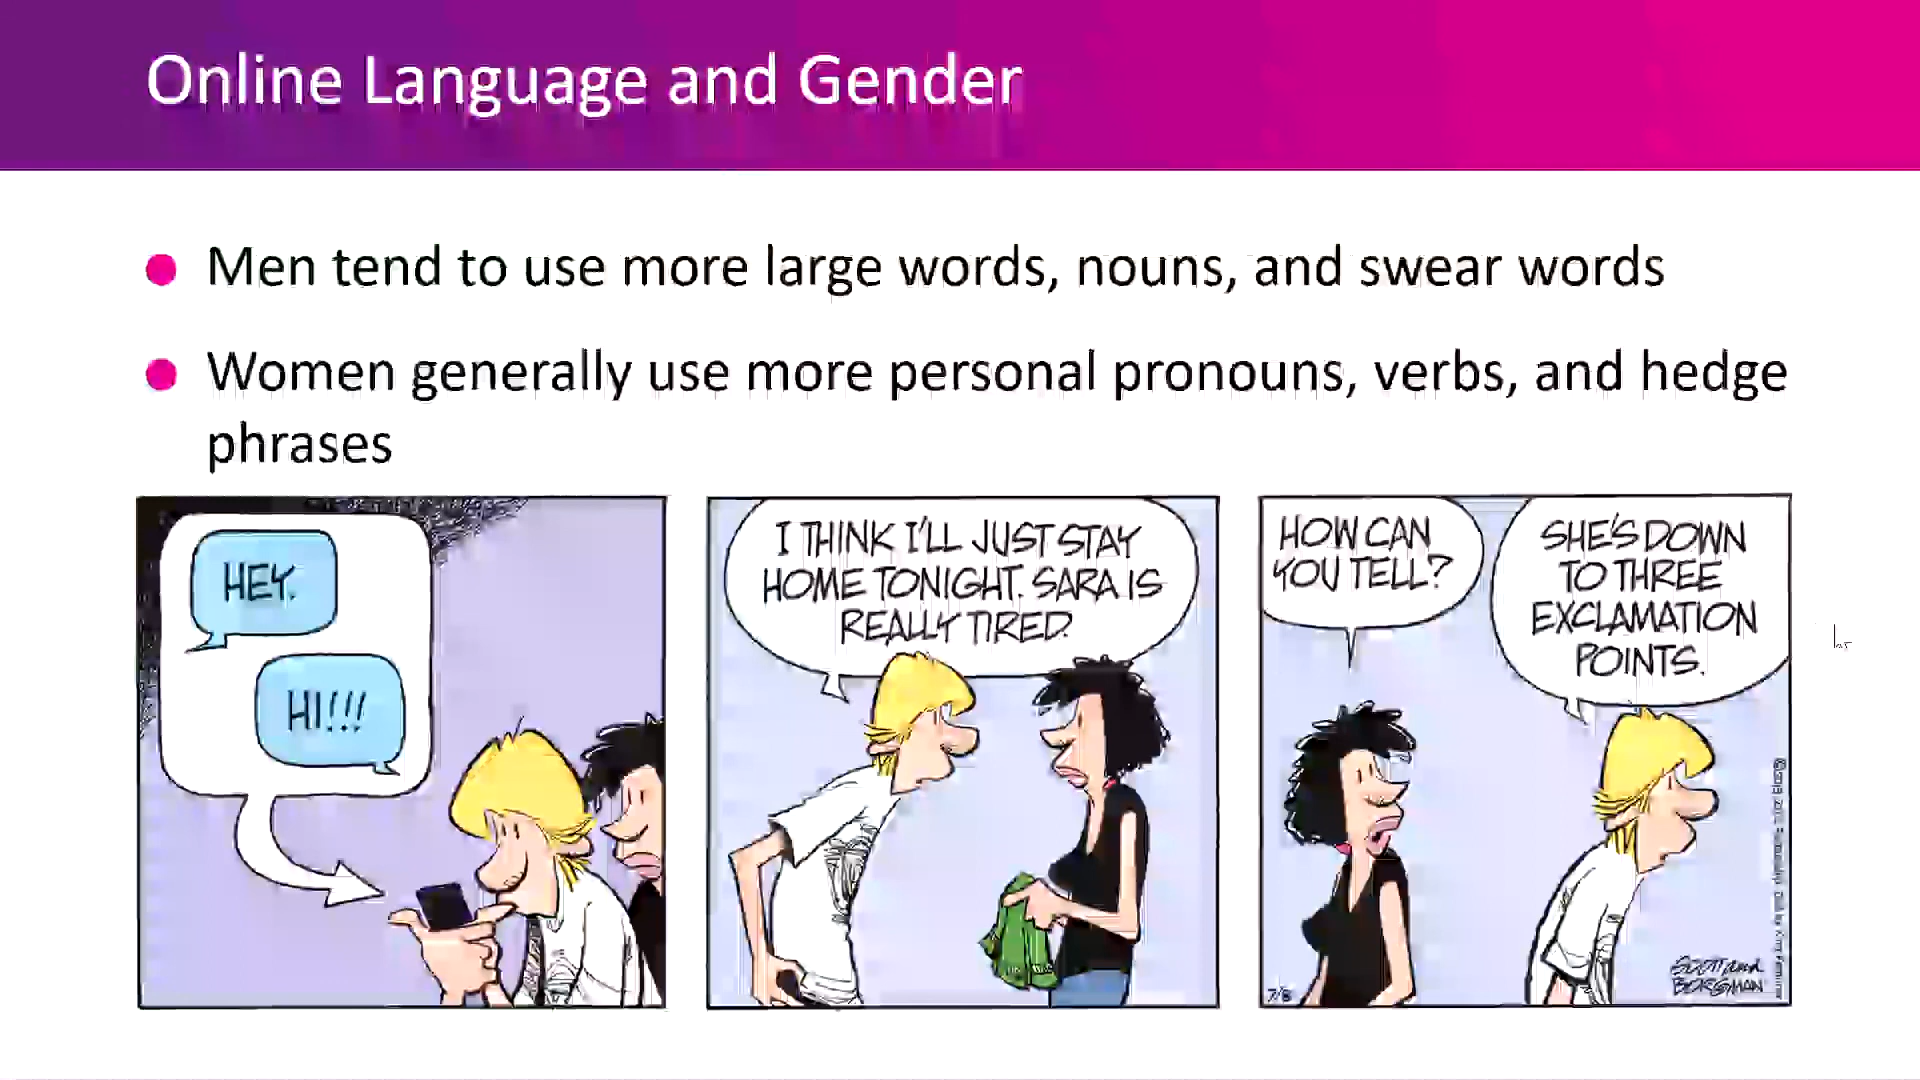 Online Language and Gender
Men tend to use more large words, nouns, and swear words
Women generally use more personal pronouns, verbs, and hedge
phrases
HEY.
HI!!!
I THINK I'LL JUST STAY
HOME TONIGHT. SARA IS
REALLY TIRED.
HOW CAN
YOU TELL?
SHE'S DOWN
TO THREE
EXCLAMATION
POINTS.
7/8
SCOTT and
BORGMAN